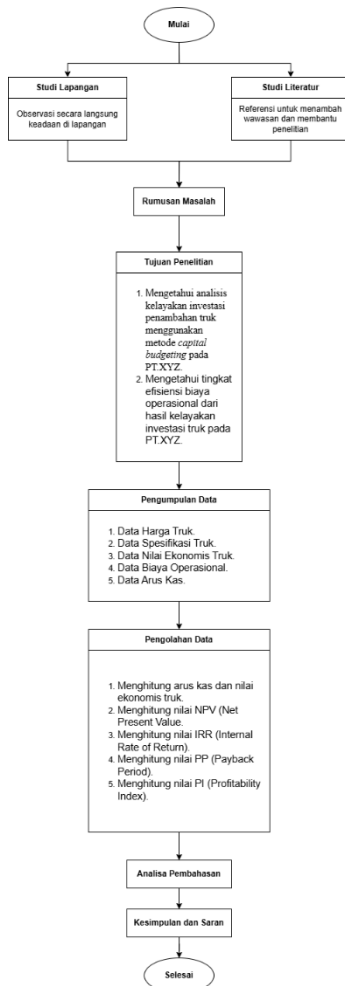 Mulai
Studi Lapangan
Observasi secara langsung
keadaan di lapangan
Studi Literatur
Referensi untuk menambah
wawasan dan membantu
penelitian
Rumusan Masalah
Tujuan Penelitian
1. Mengetahui analisis
kelayakan investasi
penambahan truk
menggunakan
metode capital
budgeting pada
PT.XYZ.
2. Mengetahui tingkat
efisiensi biaya
operasional dari
hasil kelayakan
investasi truk pada
PT.XYZ.
Pengumpulan Data
1. Data Harga Truk.
2. Data Spesifikasi Truk.
3. Data Nilai Ekonomis Truk.
4. Data Biaya Operasional.
5. Data Arus Kas.
Pengolahan Data
1. Menghitung arus kas dan nilai
ekonomis truk.
2. Menghitung nilai NPV (Net
Present Value.
3. Menghitung nilai IRR (Internal
Rate of Return).
4. Menghitung nilai PP (Payback
Period).
5. Menghitung nilai PI (Profitability
Index).
Analisa Pembahasan
Kesimpulan dan Saran
Selesai